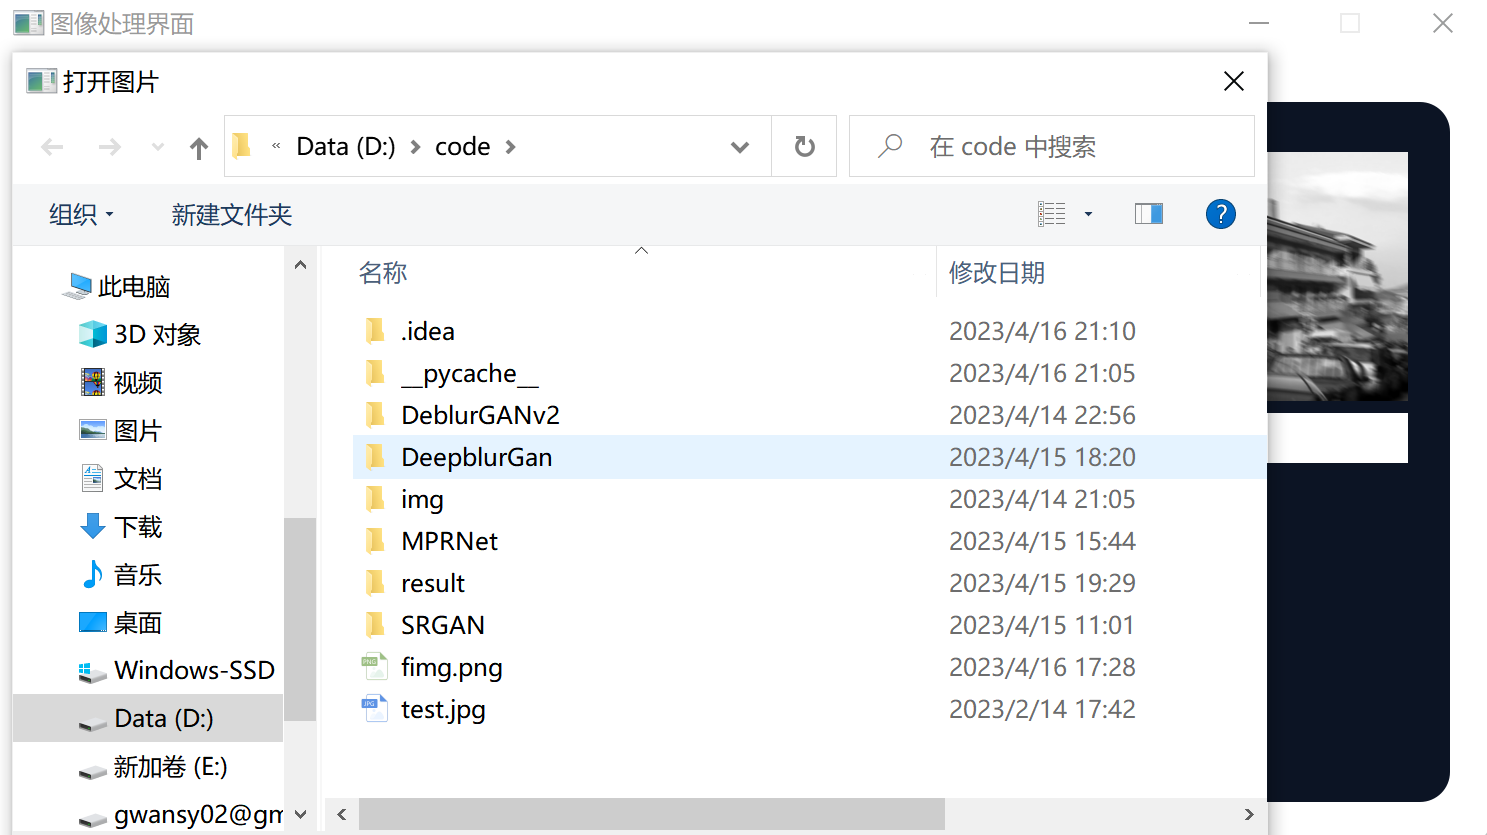 图像处理界面
打开图片
« Data (D:) > code >
在 code 中搜索
组织
新建文件夹
?
名称
修改日期
此电脑
3D 对象
视频
图片
文档
下载
音乐
桌面
Windows-SSD
Data (D:)
新加卷 (E:)
gwansy02@gm
.idea 2023/4/16 21:10
__pycache__ 2023/4/16 21:05
DeblurGANv2 2023/4/14 22:56
DeepblurGan 2023/4/15 18:20
img 2023/4/14 21:05
MPRNet 2023/4/15 15:44
result 2023/4/15 19:29
SRGAN 2023/4/15 11:01
PNG fimg.png 2023/4/16 17:28
JPG test.jpg 2023/2/14 17:42